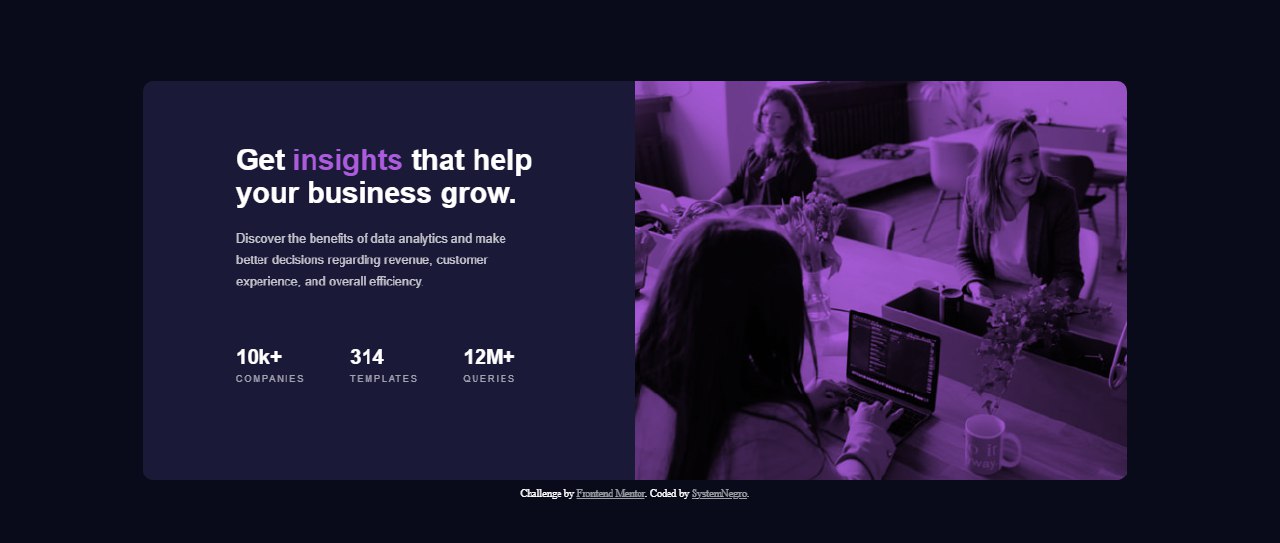 Get insights that help
your business grow.
Discover the benefits of data analytics and make
better decisions regarding revenue, customer
experience, and overall efficiency.
10k+ 314 12M+
COMPANIES TEMPLATES QUERIES
Challenge by Frontend Mentor. Coded by SystemNegro.